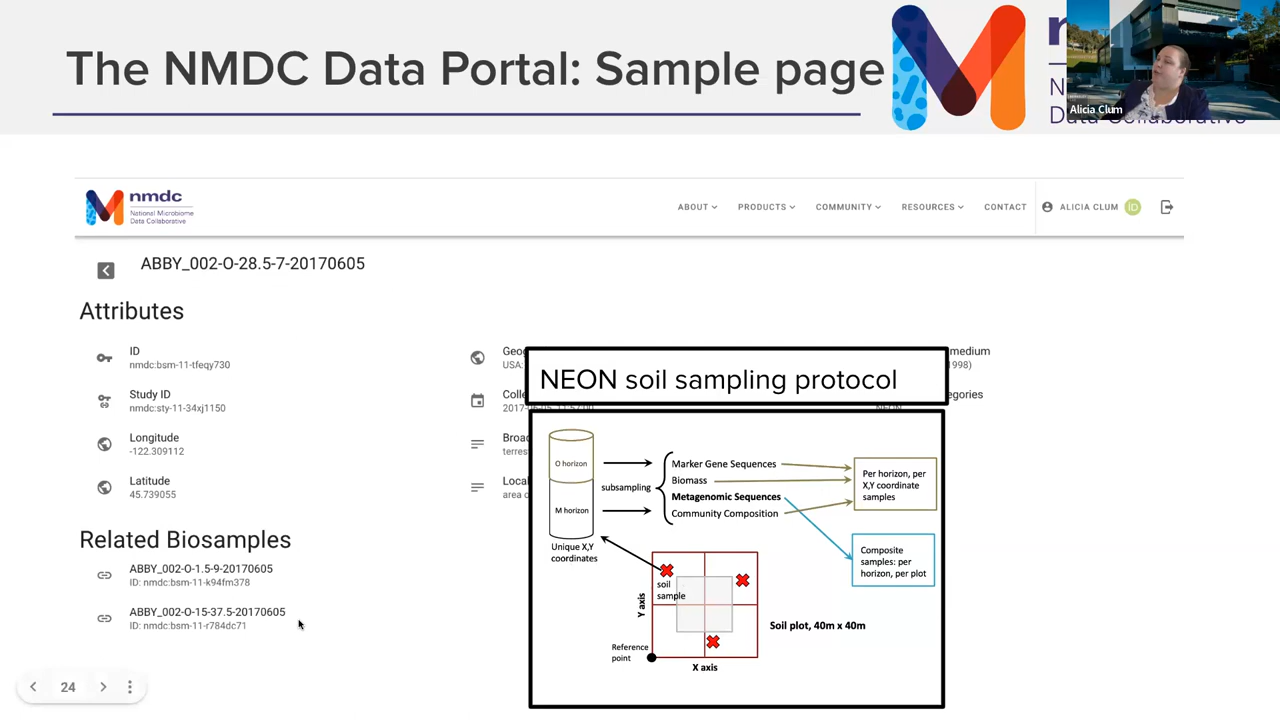 The NMDC Data Portal: Sample page
Alicia Clum
nmdc
National Microbiome
Data Collaborative
ABOUT
PRODUCTS
COMMUNITY
RESOURCES
CONTACT
ALICIA CLUM
iD
ABBY_002-O-28.5-7-20170605
Attributes
ID
nmdc:bsm-11-tfeqy730
Study ID
nmdc:sty-11-34xj1150
Longitude
-122.309112
Latitude
45.739055
USA:
medium
1998)
NEON soil sampling protocol
O horizon
M horizon
Unique X,Y
coordinates
subsampling
Marker Gene Sequences
Biomass
Metagenomic Sequences
Community Composition
Per horizon, per
X,Y coordinate
samples
Composite
samples: per
horizon, per plot
soil
sample
Y axis
Reference
point
X axis
Soil plot, 40m x 40m
Related Biosamples
ABBY_002-O-1.5-9-20170605
ID: nmdc:bsm-11-k94fm378
ABBY_002-O-15-37.5-20170605
ID: nmdc:bsm-11-r784dc71
24